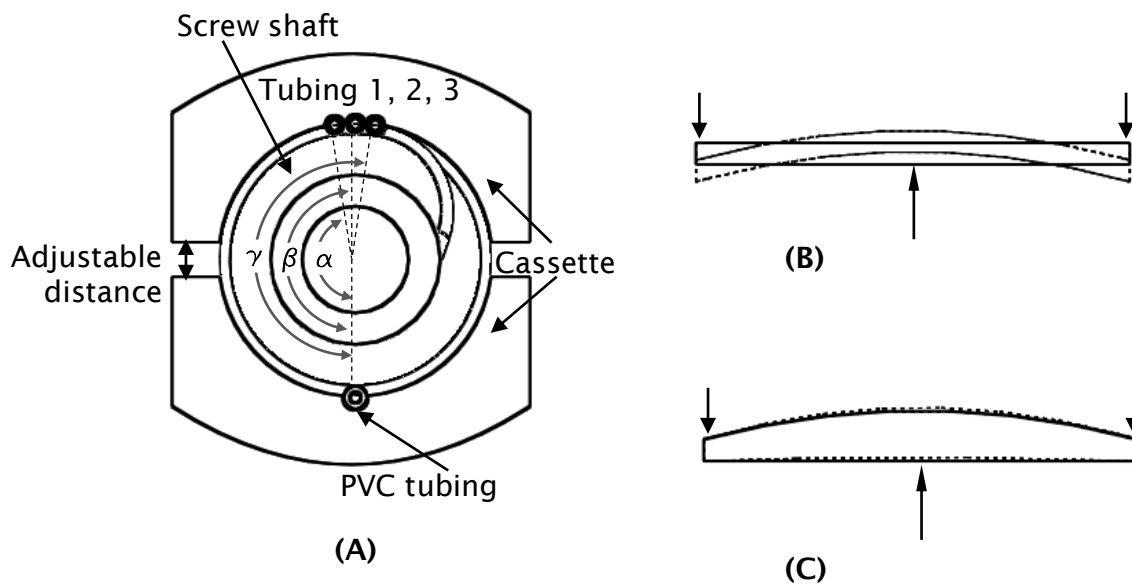 Screw shaft
Tubing 1, 2, 3
γ β α
Adjustable
distance
Cassette
PVC tubing
(A)
(B)
(C)